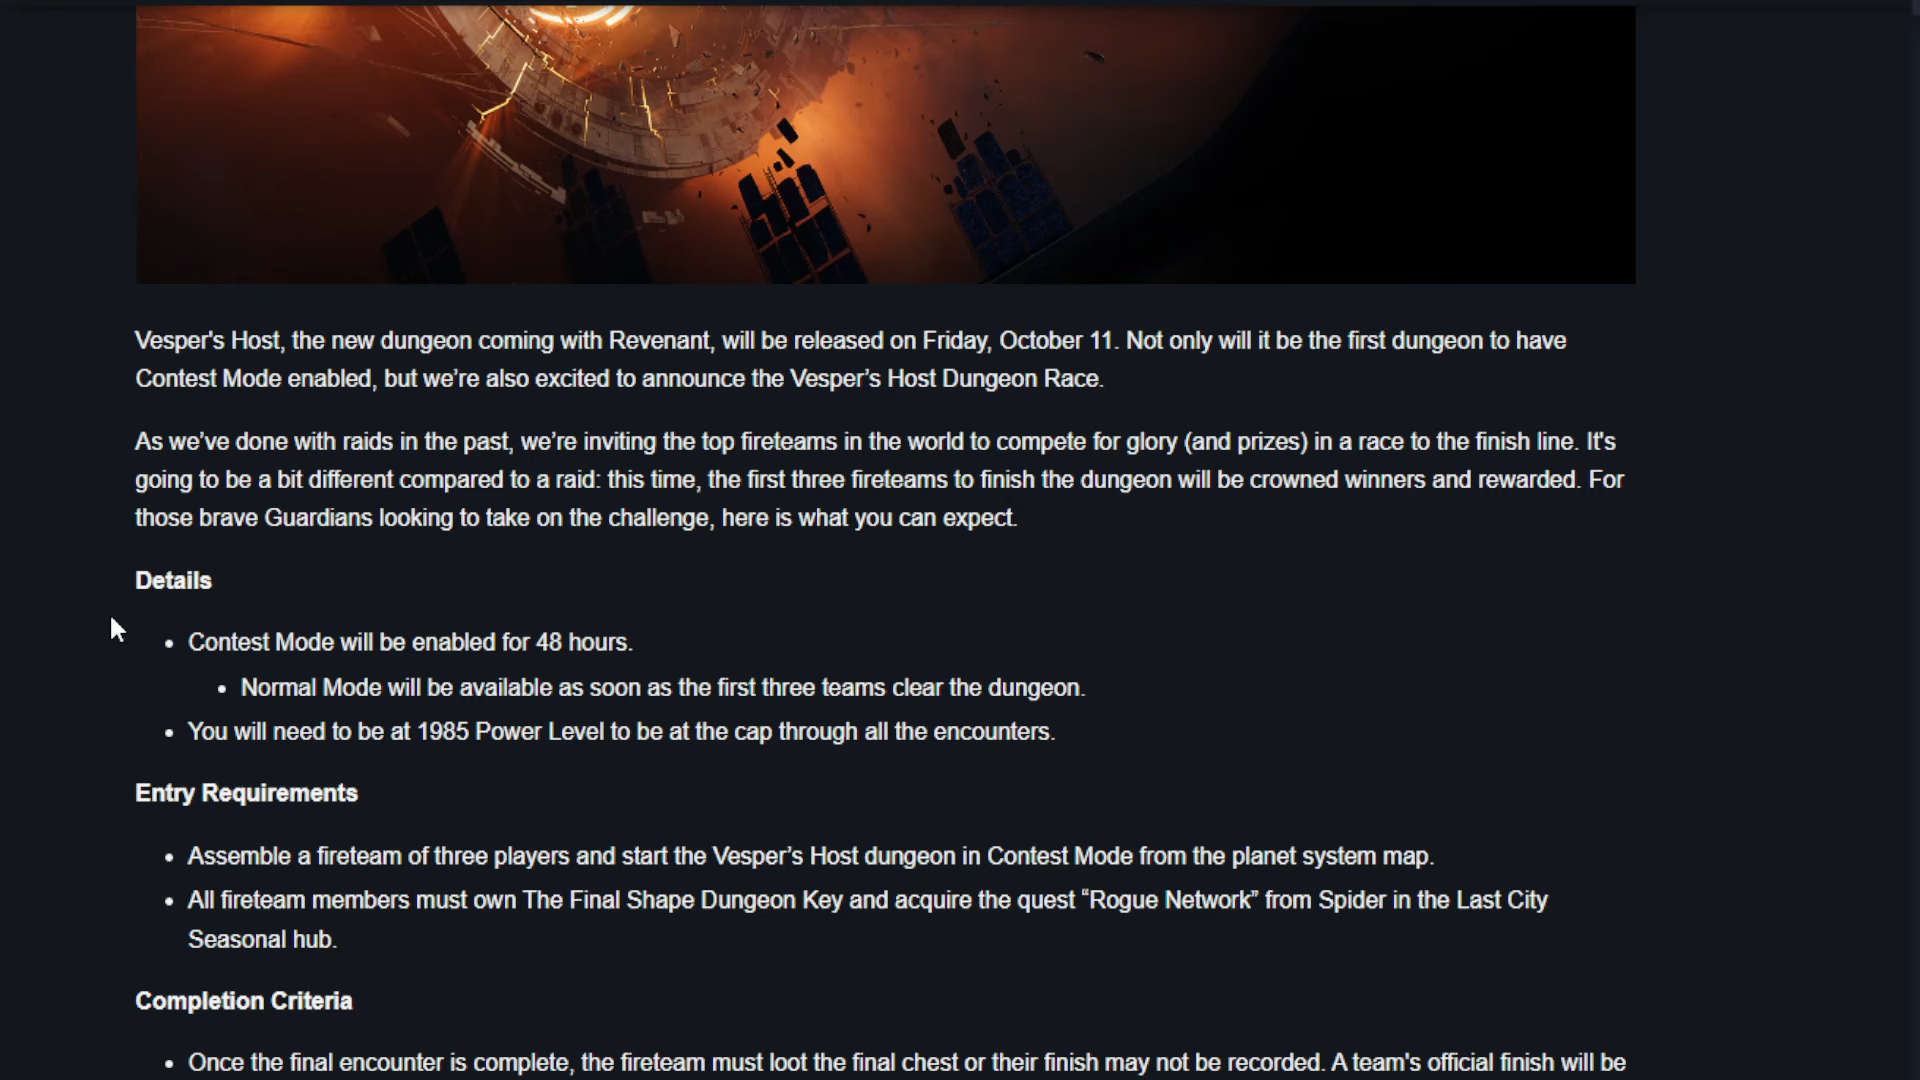 Vesper's Host, the new dungeon coming with Revenant, will be released on Friday, October 11. Not only will it be the first dungeon to have
Contest Mode enabled, but we’re also excited to announce the Vesper’s Host Dungeon Race.
As we’ve done with raids in the past, we’re inviting the top fireteams in the world to compete for glory (and prizes) in a race to the finish line. It's
going to be a bit different compared to a raid: this time, the first three fireteams to finish the dungeon will be crowned winners and rewarded. For
those brave Guardians looking to take on the challenge, here is what you can expect.
Details
• Contest Mode will be enabled for 48 hours.
• Normal Mode will be available as soon as the first three teams clear the dungeon.
• You will need to be at 1985 Power Level to be at the cap through all the encounters.
Entry Requirements
• Assemble a fireteam of three players and start the Vesper’s Host dungeon in Contest Mode from the planet system map.
• All fireteam members must own The Final Shape Dungeon Key and acquire the quest “Rogue Network” from Spider in the Last City
Seasonal hub.
Completion Criteria
• Once the final encounter is complete, the fireteam must loot the final chest or their finish may not be recorded. A team's official finish will be